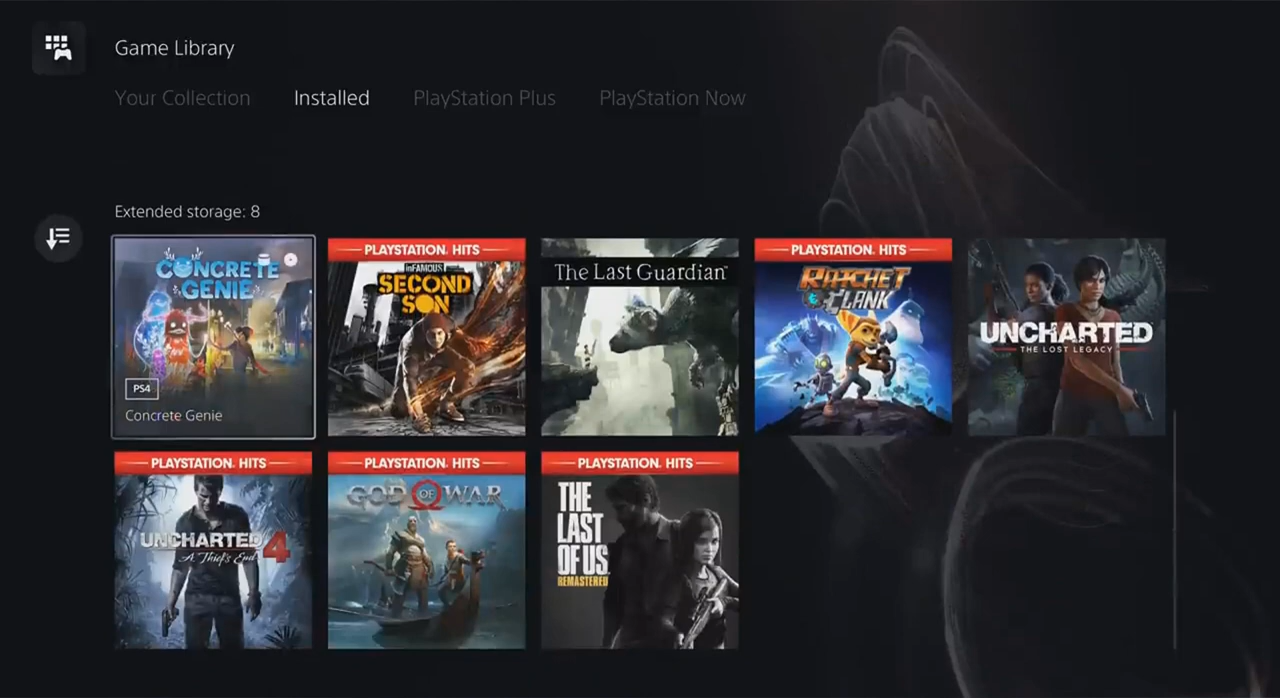 Game Library
Your Collection
Installed
PlayStation Plus
PlayStation Now
Extended storage: 8
CONCRETE
GENIE
PS4
Concrete Genie
PLAYSTATION HITS
inFAMOUS
SECOND
SON
The Last Guardian
PLAYSTATION HITS
RATCHET
CLANK
UNCHARTED
THE LOST LEGACY
PLAYSTATION HITS
UNCHARTED 4
A Thief's End
PLAYSTATION HITS
GOD OF WAR
PLAYSTATION HITS
THE
LAST
OF US
REMASTERED